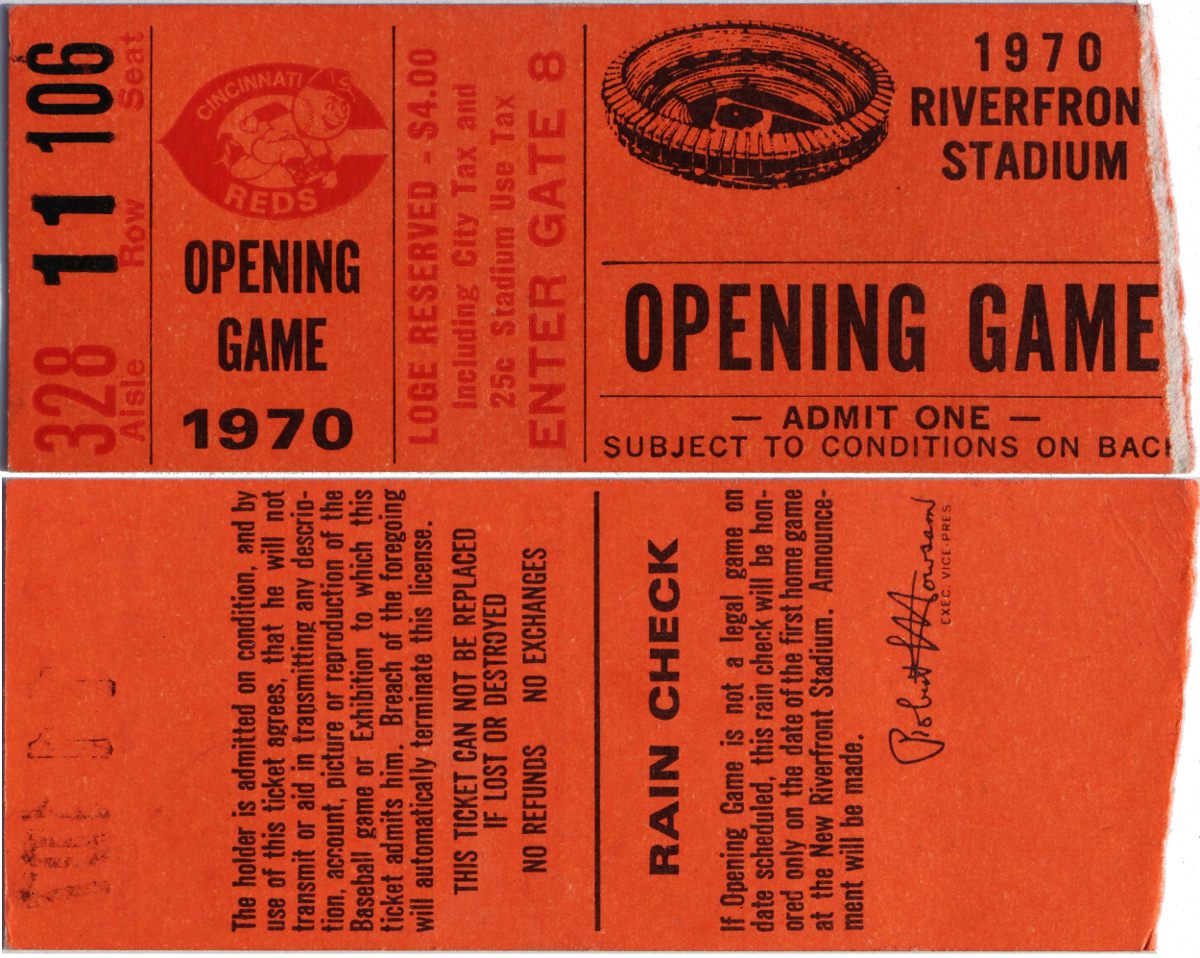 106
Seat
11
Row
328
Aisle
CINCINNATI
REDS
OPENING
GAME
1970
LOGE RESERVED - $4.00
Including City Tax and
25c Stadium Use Tax
ENTER GATE 8
1970
RIVERFRON
STADIUM
OPENING GAME
— ADMIT ONE —
SUBJECT TO CONDITIONS ON BAC
The holder is admitted on condition, and by
use of this ticket agrees, that he will not
transmit or aid in transmitting any descrip-
tion, account, picture or reproduction of the
Baseball game or Exhibition to which this
ticket admits him. Breach of the foregoing
will automatically terminate this license.
THIS TICKET CAN NOT BE REPLACED
IF LOST OR DESTROYED
NO REFUNDS NO EXCHANGES
RAIN CHECK
If Opening Game is not a legal game on
date scheduled, this rain check will be hon-
ored only on the date of the first home game
at the New Riverfront Stadium. Announce-
ment will be made.
Robert L Howsam
EXEC. VICE-PRES